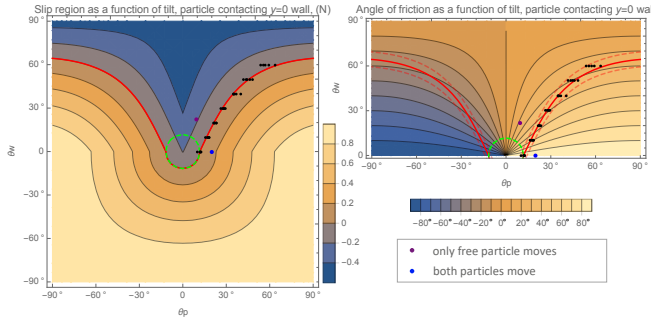 Slip region as a function of tilt, particle contacting y=0 wall, (N)
90°
60°
30°
0°
-30°
-60°
-90°
θw
-90° -60° -30° 0° 30° 60° 90°
θp
0.8
0.6
0.4
0.2
0
-0.2
-0.4
Angle of friction as a function of tilt, particle contacting y=0 wa
90°
60°
30°
0°
θw
-90° -60° -30° 0° 30° 60° 90°
θp
-80° -60° -40° -20° 0° 20° 40° 60° 80°
only free particle moves
both particles move